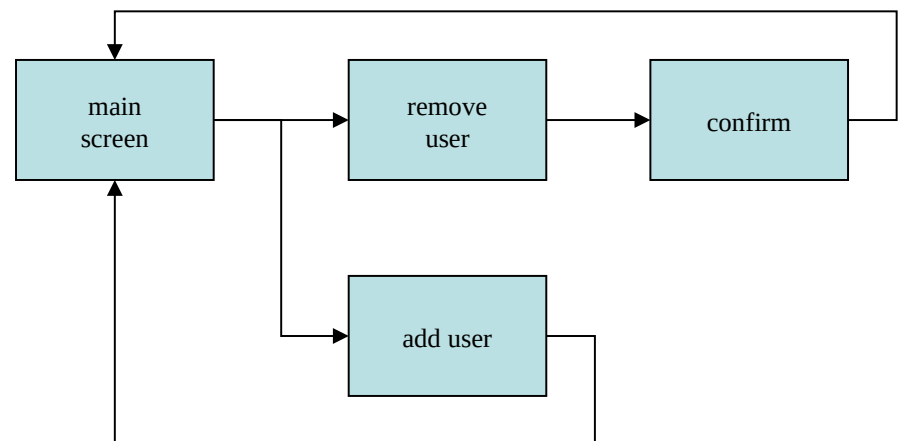 main
screen
remove
user
confirm
add user